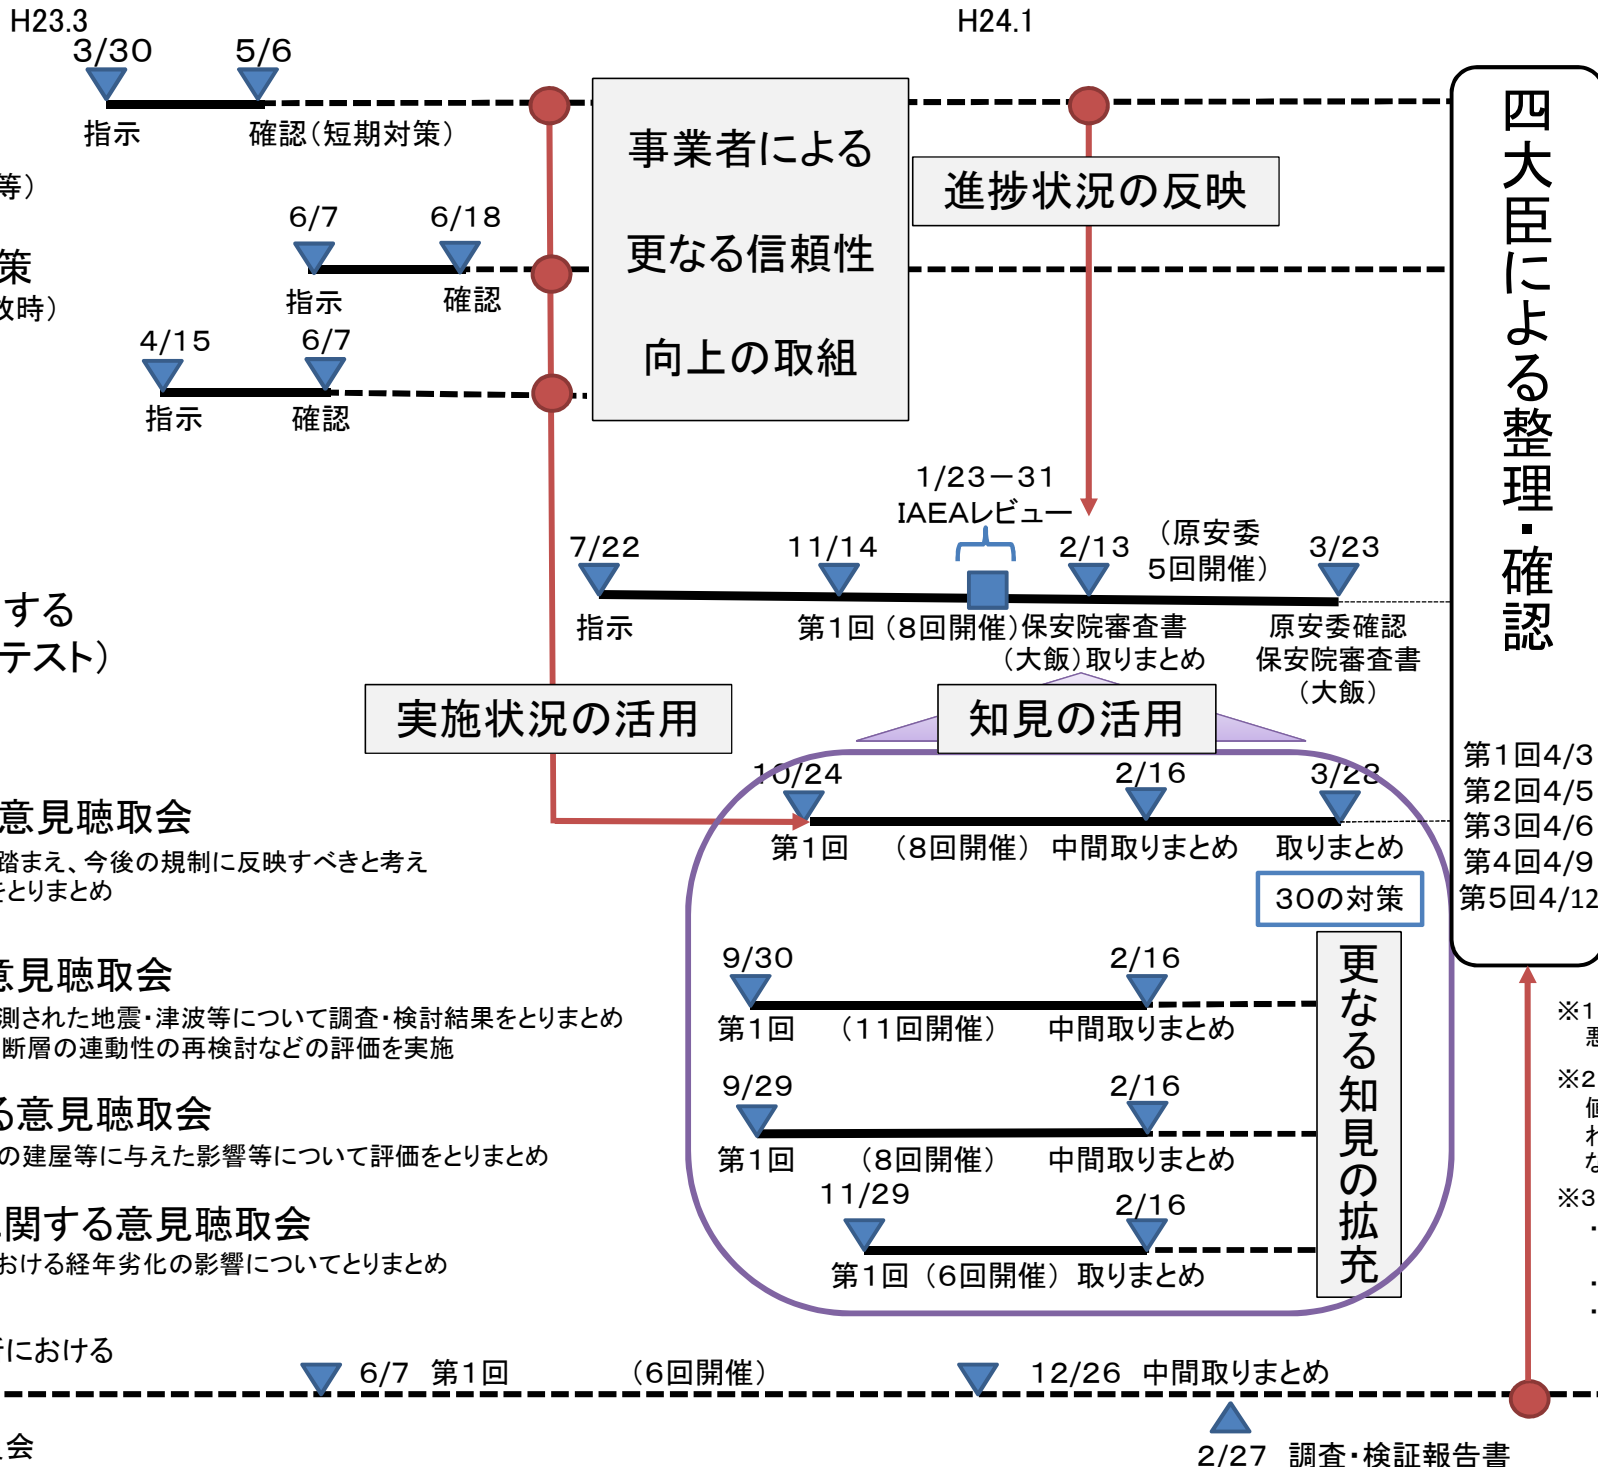 H23.3
H24.1
3/30
5/6
指示
確認(短期対策)
等)
6/7
6/18
策
指示
確認
故時)
4/15
6/7
指示
確認
事業者による
更なる信頼性
向上の取組
進捗状況の反映
四大臣による整理・確認
1/23-31
IAEAレビュー
7/22
11/14
2/13
(原安委
5回開催)
3/23
指示
第1回
(8回開催)
保安院審査書
(大飯)取りまとめ
原安委確認
保安院審査書
(大飯)
する
テスト)
実施状況の活用
知見の活用
第1回4/3
第2回4/5
第3回4/6
第4回4/9
第5回4/12
10/24
2/16
3/28
意見聴取会
第1回
(8回開催)
中間取りまとめ
取りまとめ
踏まえ、今後の規制に反映すべきと考え
をとりまとめ
30の対策
9/30
2/16
意見聴取会
測された地震・津波等について調査・検討結果をとりまとめ
断層の連動性の再検討などの評価を実施
第1回
(11回開催)
中間取りまとめ
更なる知見の拡充
9/29
2/16
る意見聴取会
の建屋等に与えた影響等について評価をとりまとめ
第1回
(8回開催)
中間取りまとめ
11/29
2/16
関する意見聴取会
おける経年劣化の影響についてとりまとめ
第1回
(6回開催)
取りまとめ
※1
悪
※2
値
わ
な
※3
・
・
・
における
6/7 第1回
(6回開催)
12/26 中間取りまとめ
会
2/27 調査・検証報告書